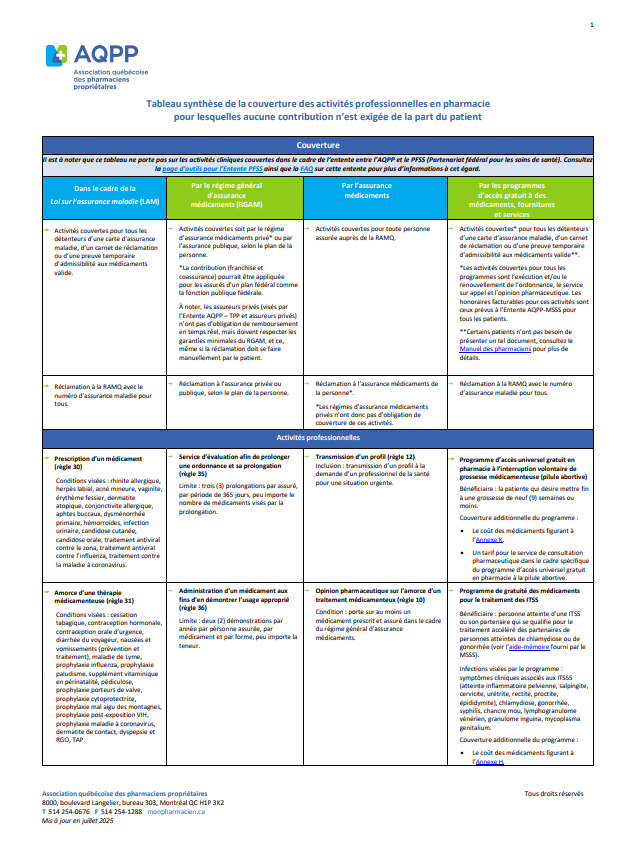 1
AQPP
Association québécoise
des pharmaciens
propriétaires
Tableau synthèse de la couverture des activités professionnelles en pharmacie
pour lesquelles aucune contribution n'est exigée de la part du patient
Couverture
Il est à noter que ce tableau ne porte pas sur les activités cliniques couvertes dans le cadre de l'entente entre l'AQPP et le PFSS (Partenariat fédéral pour les soins de santé). Consultez
la page d'outils pour l'Entente PFSS ainsi que la FAQ sur cette entente pour plus d'informations à cet égard.
Dans le cadre de la
Loi sur l'assurance maladie (LAM)
Par le régime général
d'assurance
médicaments (RGAM)
Par l'assurance
médicaments
Par les programmes
d'accès gratuit à des
médicaments, fournitures
et services
Activités couvertes pour tous les
détenteurs d'une carte d'assurance
maladie, d'un carnet de réclamation
ou d'une preuve temporaire
d'admissibilité aux médicaments
valide.
Activités couvertes soit par le régime
d'assurance médicaments privé* ou par
l'assurance publique, selon le plan de la
personne.
*La contribution (franchise et
coassurance) pourrait être appliquée
pour les assurés d'un plan fédéral comme
la fonction publique fédérale.
À noter, les assureurs privés (visés par
l'Entente AQPP – TPP et assureurs privés)
n'ont pas d'obligation de remboursement
en temps réel, mais doivent respecter les
garanties minimales du RGAM, et ce,
même si la réclamation doit se faire
manuellement par le patient.
Activités couvertes pour toute personne
assurée auprès de la RAMQ.
Activités couvertes* pour tous les détenteurs
d'une carte d'assurance maladie, d'un carnet
de réclamation ou d'une preuve temporaire
d'admissibilité aux médicaments valide**.
*Les activités couvertes pour tous les
programmes sont l'exécution et/ou le
renouvellement de l'ordonnance, le service
sur appel et l'opinion pharmaceutique. Les
honoraires facturables pour ces activités sont
ceux prévus à l'Entente AQPP-MSSS pour
tous les patients.
**Certains patients n'ont pas besoin de
présenter un tel document, consultez le
Manuel des pharmaciens pour plus de
détails.
Réclamation à la RAMQ avec le
numéro d'assurance maladie pour
tous.
Réclamation à l'assurance privée ou
publique, selon le plan de la personne.
Réclamation à l'assurance médicaments de
la personne*.
*Les régimes d'assurance médicaments
privés n'ont donc pas d'obligation de
couverture de ces activités.
Réclamation à la RAMQ avec le numéro
d'assurance maladie pour tous.
Activités professionnelles
Prescription d'un médicament
(règle 30)
Conditions visées : rhinite allergique,
herpès labial, acné mineure, vaginite,
érythème fessier, dermatite
atopique, conjonctivite allergique,
aphtes buccaux, dysménorrhée
primaire, hémorroïdes, infection
urinaire, candidose cutanée,
candidose orale, traitement antiviral
contre le zona, traitement antiviral
contre l'influenza, traitement contre
la maladie à coronavirus.
Service d'évaluation afin de prolonger
une ordonnance et sa prolongation
(règle 35)
Limite : trois (3) prolongations par assuré,
par période de 365 jours, peu importe le
nombre de médicaments visés par la
prolongation.
Transmission d'un profil (règle 12)
Inclusion : transmission d'un profil à la
demande d'un professionnel de la santé
pour une situation urgente.
Programme d'accès universel gratuit en
pharmacie à l'interruption volontaire de
grossesse médicamenteuse (pilule abortive)
Bénéficiaire : la patiente qui désire mettre fin
à une grossesse de neuf (9) semaines ou
moins.
Couverture additionnelle du programme :
• Le coût des médicaments figurant à
l'Annexe K.
• Un tarif pour le service de consultation
pharmaceutique dans le cadre spécifique
du programme d'accès universel gratuit
en pharmacie à la pilule abortive.
Amorce d'une thérapie
médicamenteuse (règle 31)
Conditions visées : cessation
tabagique, contraception hormonale,
contraception orale d'urgence,
diarrhée du voyageur, nausées et
vomissements (prévention et
traitement), maladie de Lyme,
prophylaxie influenza, prophylaxie
paludisme, supplément vitaminique
en périnatalité, pédiculose,
prophylaxie porteurs de valve,
prophylaxie cytoprotectrice,
prophylaxie mal aigu des montagnes,
prophylaxie post-exposition VIH,
prophylaxie maladie à coronavirus,
dermatite de contact, dyspepsie et
RGO, TAP.
Administration d'un médicament aux
fins d'en démontrer l'usage approprié
(règle 36)
Limite : deux (2) démonstrations par
année par personne assurée, par
médicament et par forme, peu importe la
teneur.
Opinion pharmaceutique sur l'amorce d'un
traitement médicamenteux (règle 10)
Condition : porte sur au moins un
médicament prescrit et assuré dans le cadre
du régime général d'assurance
médicaments.
Programme de gratuité des médicaments
pour le traitement des ITSS
Bénéficiaire : personne atteinte d'une ITSS
ou son partenaire qui se qualifie pour le
traitement accéléré des partenaires de
personnes atteintes de chlamydiose ou de
gonorrhée (voir l'aide-mémoire fourni par le
MSSS).
Infections visées par le programme :
symptômes cliniques associés aux ITSSS
(atteinte inflammatoire pelvienne, salpingite,
cervicite, urétrite, rectite, proctite,
épididymite), chlamydiose, gonorrhée,
syphilis, chancre mou, lymphogranulome
vénérien, granulome inguina, mycoplasma
genitalium.
Couverture additionnelle du programme :
• Le coût des médicaments figurant à
l'Annexe H.
Association québécoise des pharmaciens propriétaires
8000, boulevard Langelier, bureau 303, Montréal QC H1P 3K2
T 514 254-0676 F 514 254-1288 monpharmacien.ca
Mis à jour en juillet 2025
Tous droits réservés